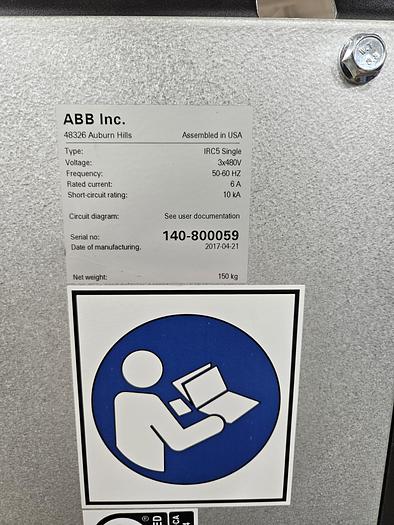 ABB Inc.
48326 Auburn Hills Assembled in USA
Type: IRC5 Single
Voltage: 3x480V
Frequency: 50-60 HZ
Rated current: 6 A
Short-circuit rating: 10 kA
Circuit diagram: See user documentation
Serial no: 140-800059
Date of manufacturing. 2017-04-21
Net weight: 150 kg